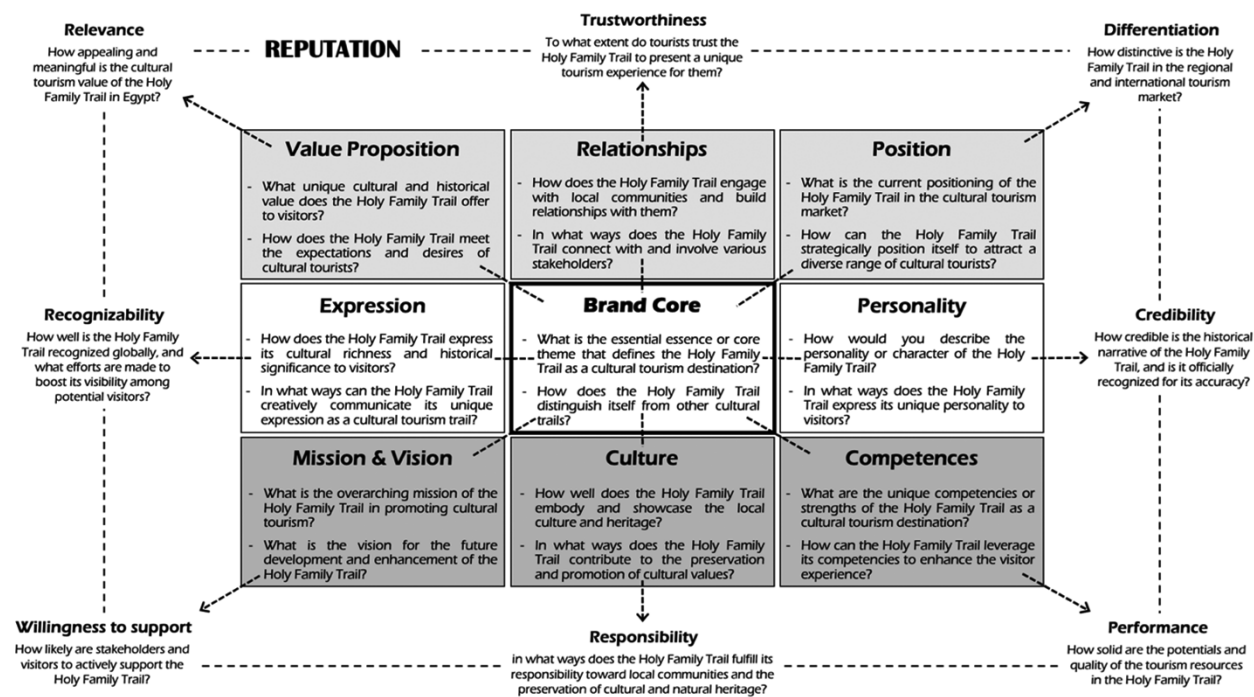 Relevance
How appealing and
meaningful is the cultural
tourism value of the Holy
Family Trail in Egypt?
REPUTATION
Trustworthiness
To what extent do tourists trust the
Holy Family Trail to present a unique
tourism experience for them?
Differentiation
How distinctive is the Holy
Family Trail in the regional
and international tourism
market?
Value Proposition
- What unique cultural and historical
value does the Holy Family Trail offer
to visitors?
- How does the Holy Family Trail meet
the expectations and desires of
cultural tourists?
Relationships
- How does the Holy Family Trail engage
with local communities and build
relationships with them?
- In what ways does the Holy Family
Trail connect with and involve various
stakeholders?
Position
- What is the current positioning of the
Holy Family Trail in the cultural tourism
market?
- How can the Holy Family Trail
strategically position itself to attract a
diverse range of cultural tourists?
Recognizability
How well is the Holy Family
Trail recognized globally, and
what efforts are made to
boost its visibility among
potential visitors?
Expression
- How does the Holy Family Trail express
its cultural richness and historical
significance to visitors?
- In what ways can the Holy Family Trail
creatively communicate its unique
expression as a cultural tourism trail?
Brand Core
- What is the essential essence or core
theme that defines the Holy Family
Trail as a cultural tourism destination?
- How does the Holy Family Trail
distinguish itself from other cultural
trails?
Personality
- How would you describe the
personality or character of the Holy
Family Trail?
- In what ways does the Holy Family
Trail express its unique personality to
visitors?
Credibility
How credible is the historical
narrative of the Holy Family
Trail, and is it officially
recognized for its accuracy?
Mission & Vision
- What is the overarching mission of the
Holy Family Trail in promoting cultural
tourism?
- What is the vision for the future
development and enhancement of the
Holy Family Trail?
Culture
- How well does the Holy Family Trail
embody and showcase the local
culture and heritage?
- In what ways does the Holy Family
Trail contribute to the preservation
and promotion of cultural values?
Competences
- What are the unique competencies or
strengths of the Holy Family Trail as a
cultural tourism destination?
- How can the Holy Family Trail leverage
its competencies to enhance the visitor
experience?
Willingness to support
How likely are stakeholders and
visitors to actively support the
Holy Family Trail?
Responsibility
in what ways does the Holy Family Trail fulfill its
responsibility toward local communities and the
preservation of cultural and natural heritage?
Performance
How solid are the potentials and
quality of the tourism resources
in the Holy Family Trail?